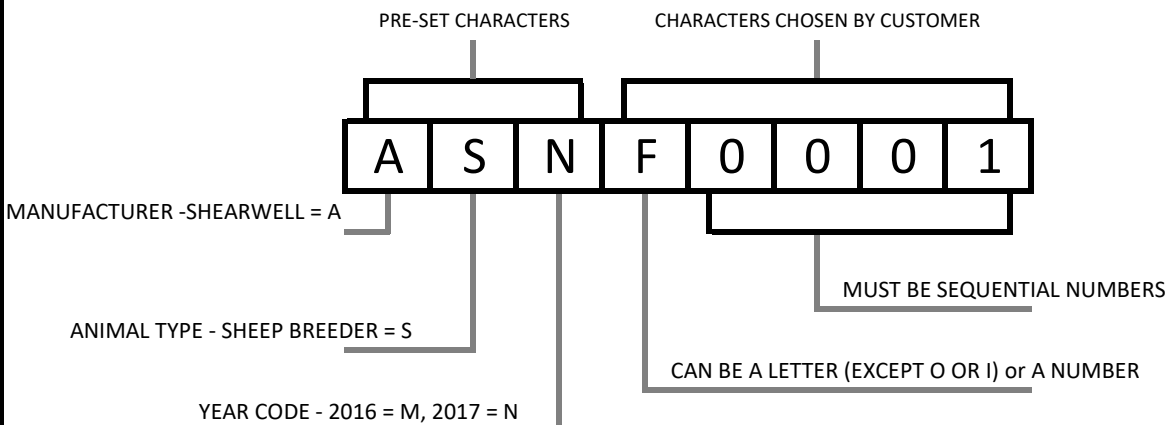 PRE-SET CHARACTERS
CHARACTERS CHOSEN BY CUSTOMER
A S N F 0 0 0 1
MANUFACTURER -SHEARWELL = A
MUST BE SEQUENTIAL NUMBERS
ANIMAL TYPE - SHEEP BREEDER = S
CAN BE A LETTER (EXCEPT O OR I) or A NUMBER
YEAR CODE - 2016 = M, 2017 = N